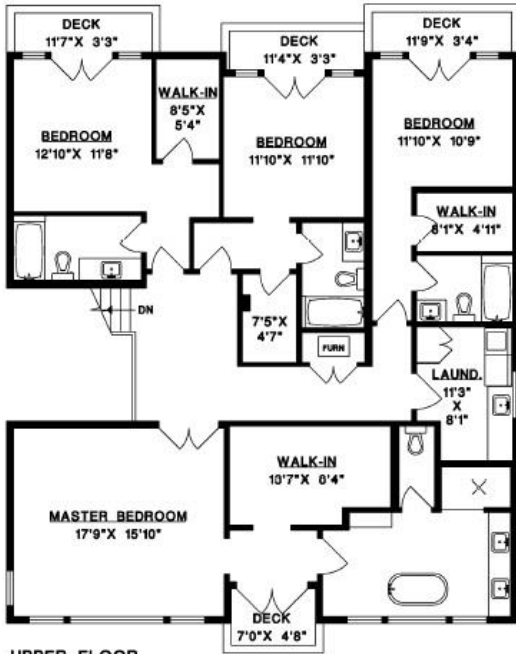 DECK
11'7"X 3'3"
DECK
11'4"X 3'3"
DECK
11'9"X 3'4"
WALK-IN
8'5"X
5'4"
BEDROOM
12'10"X 11'8"
BEDROOM
11'10"X 11'10"
BEDROOM
11'10"X 10'9"
WALK-IN
8'1"X 4'11"
DN
7'5"X
4'7"
FURN
LAUND.
11'3"
X
8'1"
WALK-IN
13'7"X 8'4"
MASTER BEDROOM
17'9"X 15'10"
DECK
7'0"X 4'8"
UPPER FLOOR